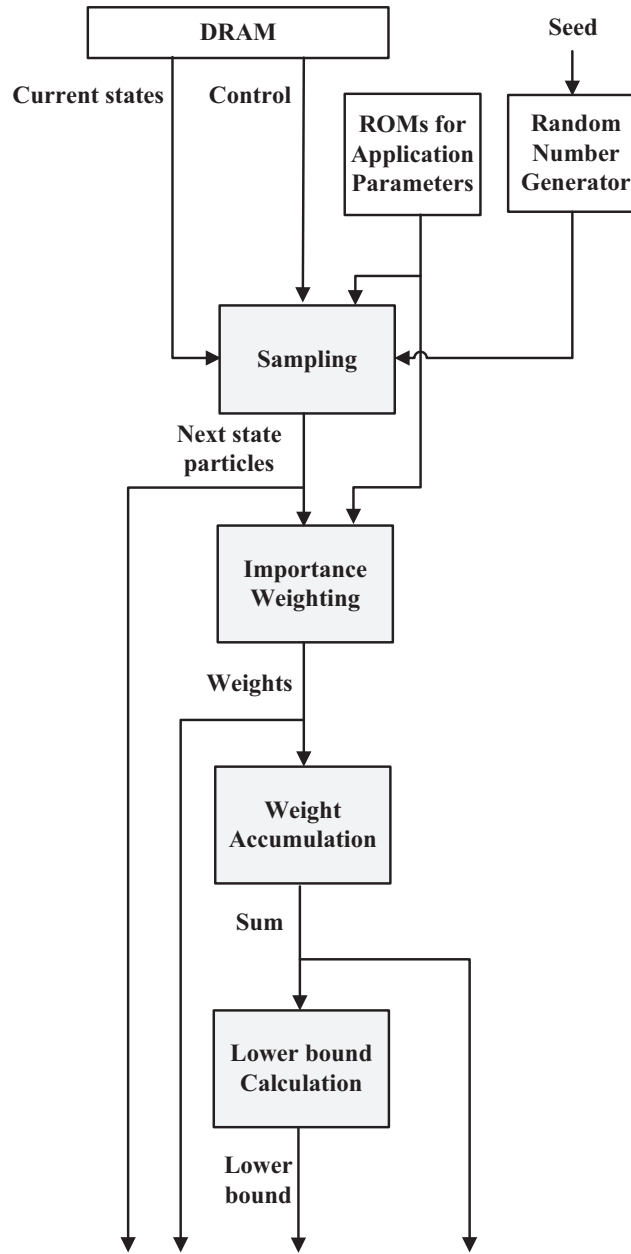 DRAM
Seed
Current states
Control
ROMs for
Application
Parameters
Random
Number
Generator
Sampling
Next state
particles
Importance
Weighting
Weights
Weight
Accumulation
Sum
Lower bound
Calculation
Lower
bound